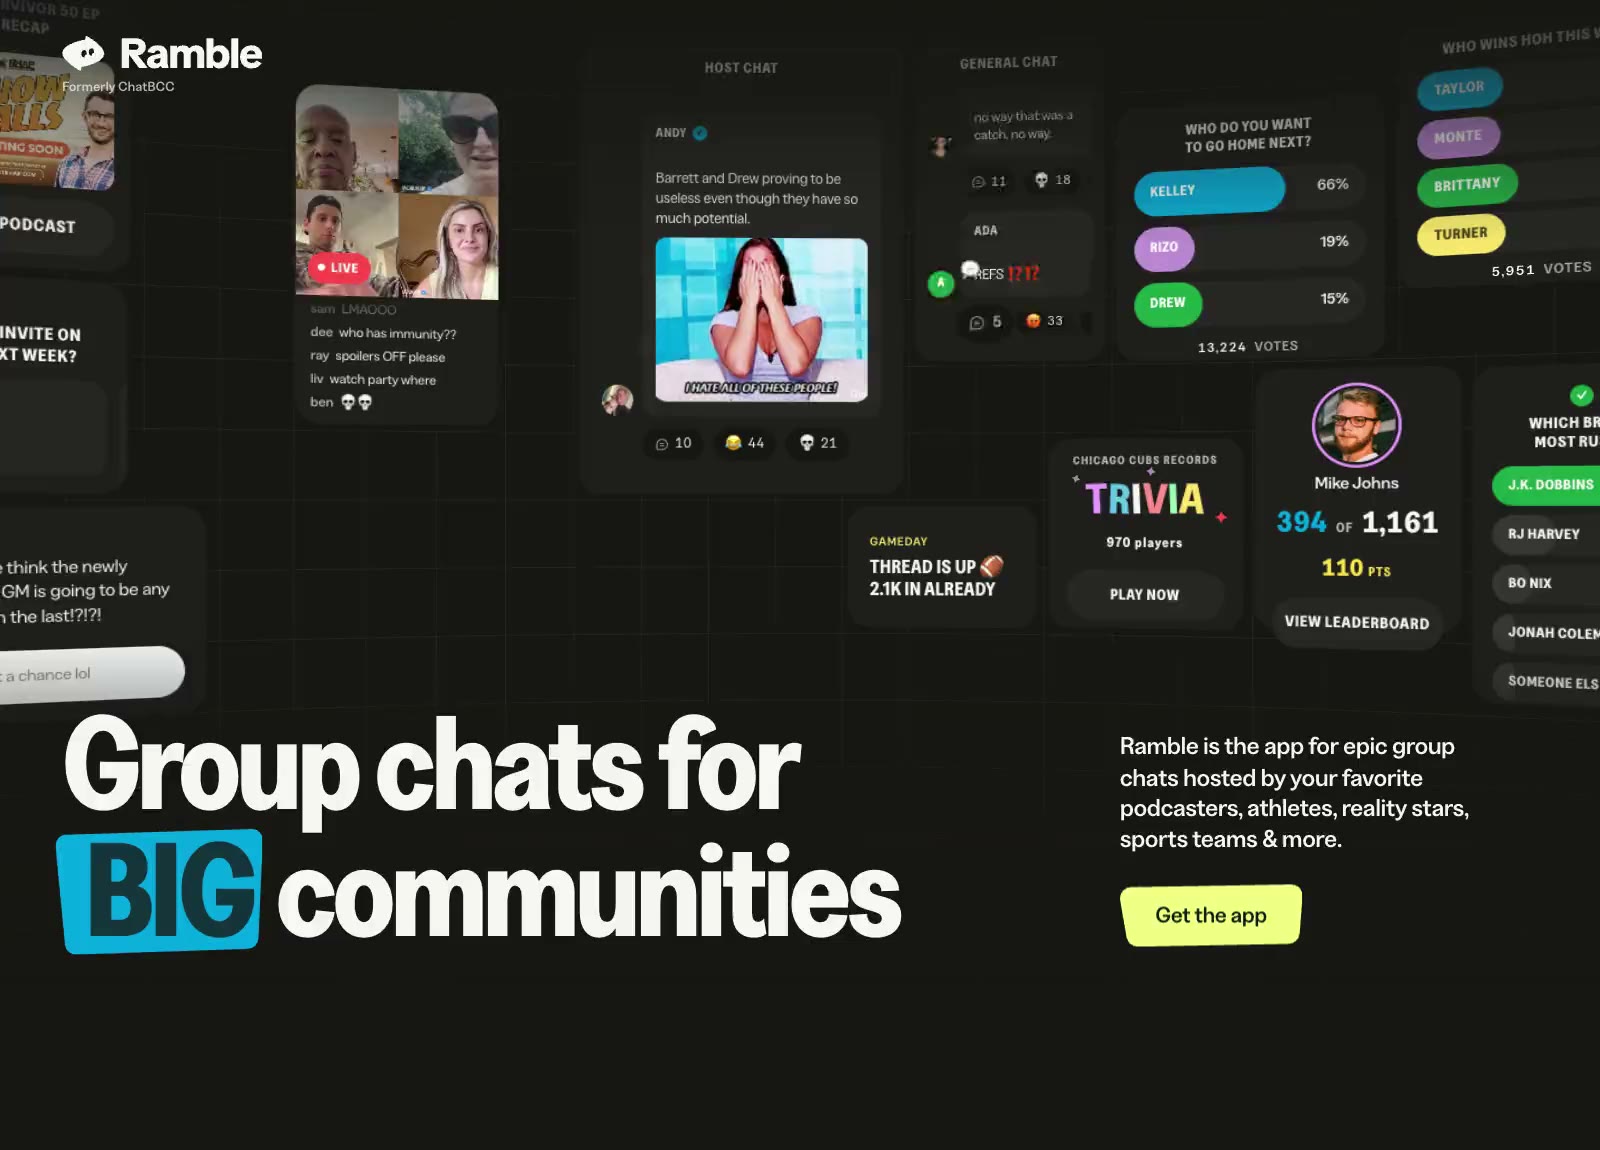 RVIVOR 50 EP
RECAP
Ramble
Formerly ChatBCC
TING SOON
PODCAST
INVITE ON
XT WEEK?
think the newly
GM is going to be any
the last!?!?!
a chance lol
LIVE
sam LMAOOO
dee who has immunity??
ray spoilers OFF please
liv watch party where
ben 💀💀
HOST CHAT
ANDY
Barrett and Drew proving to be
useless even though they have so
much potential.
I HATE ALL OF THESE PEOPLE!
10 😂 44 💀 21
GENERAL CHAT
no way that was a
catch, no way.
11 💀 18
ADA
A
REFS ⁉️⁉️
5 😡 33
WHO DO YOU WANT
TO GO HOME NEXT?
KELLEY 66%
RIZO 19%
DREW 15%
13,224 VOTES
WHO WINS HOH THIS W
TAYLOR
MONTE
BRITTANY
TURNER
5,951 VOTES
GAMEDAY
THREAD IS UP 🏈
2.1K IN ALREADY
CHICAGO CUBS RECORDS
TRIVIA
970 players
PLAY NOW
Mike Johns
394 OF 1,161
110 PTS
VIEW LEADERBOARD
WHICH BR
MOST RU
J.K. DOBBINS
RJ HARVEY
BO NIX
JONAH COLEM
SOMEONE ELS
Group chats for
BIG communities
Ramble is the app for epic group
chats hosted by your favorite
podcasters, athletes, reality stars,
sports teams & more.
Get the app